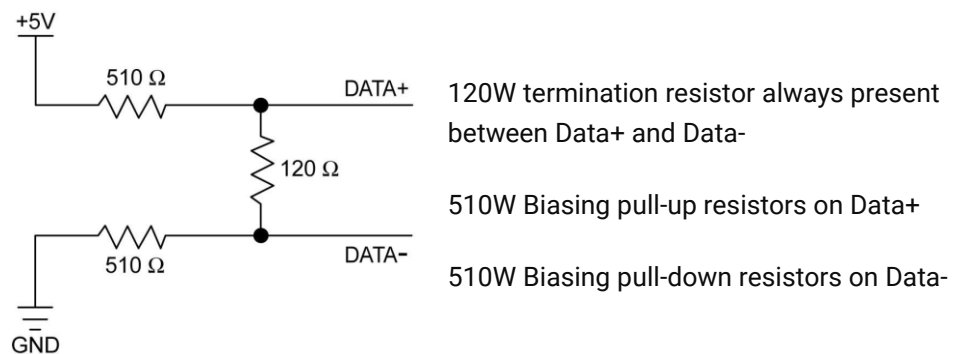 +5V
510 Ω
DATA+
120 Ω
510 Ω
DATA-
GND
120W termination resistor always present
between Data+ and Data-
510W Biasing pull-up resistors on Data+
510W Biasing pull-down resistors on Data-